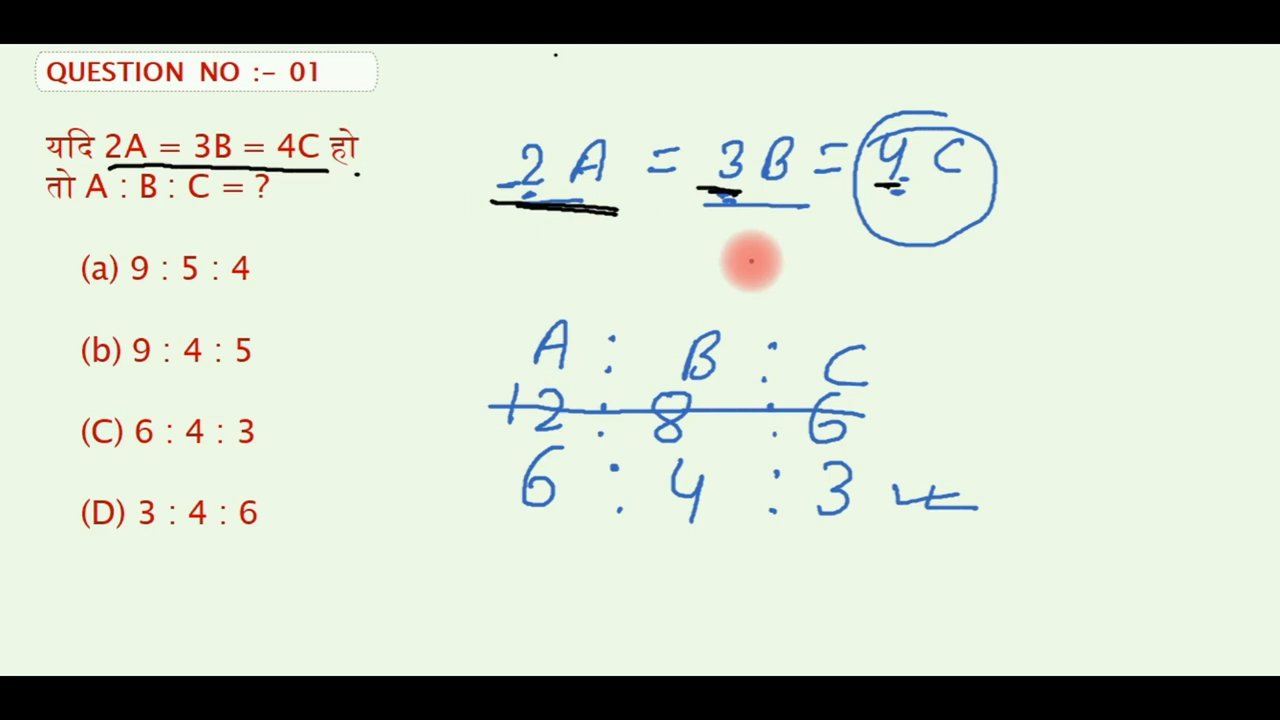 QUESTION NO :- 01
यदि 2A = 3B = 4C हो
तो A : B : C = ?
(a) 9 : 5 : 4
(b) 9 : 4 : 5
(C) 6 : 4 : 3
(D) 3 : 4 : 6
2A = 3B = 4C
A : B : C
12 : 8 : 6
6 : 4 : 3